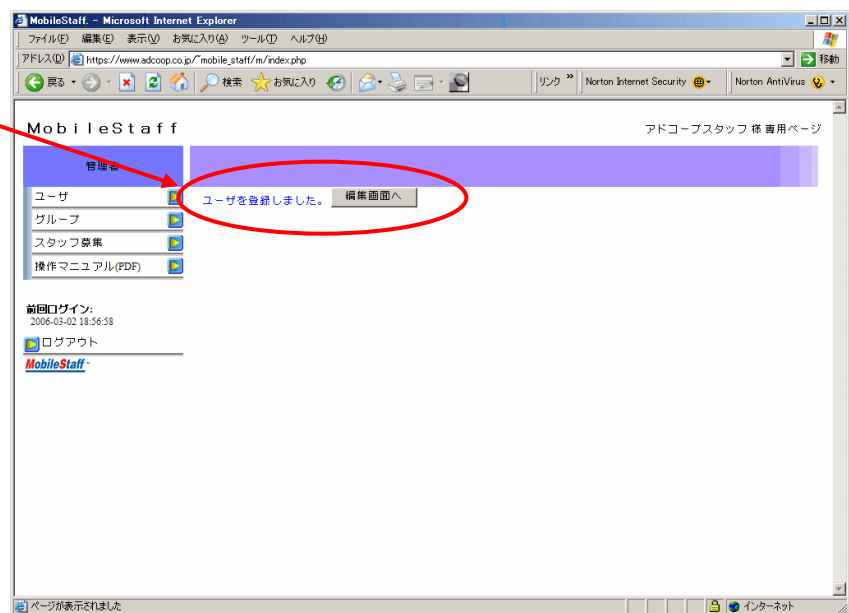 MobileStaff. - Microsoft Internet Explorer
ファイル(F) 編集(E) 表示(V) お気に入り(A) ツール(T) ヘルプ(H)
アドレス(D) https://www.adcoop.co.jp/~mobile_staff/m/index.php 移動
戻る 検索 お気に入り リンク » Norton Internet Security Norton AntiVirus
MobileStaff アドコープスタッフ 様 専用ページ
管理者
ユーザ ユーザを登録しました。 編集画面へ
グループ
スタッフ募集
操作マニュアル(PDF)
前回ログイン:
2006-03-02 18:56:58
ログアウト
MobileStaff
ページが表示されました インターネット